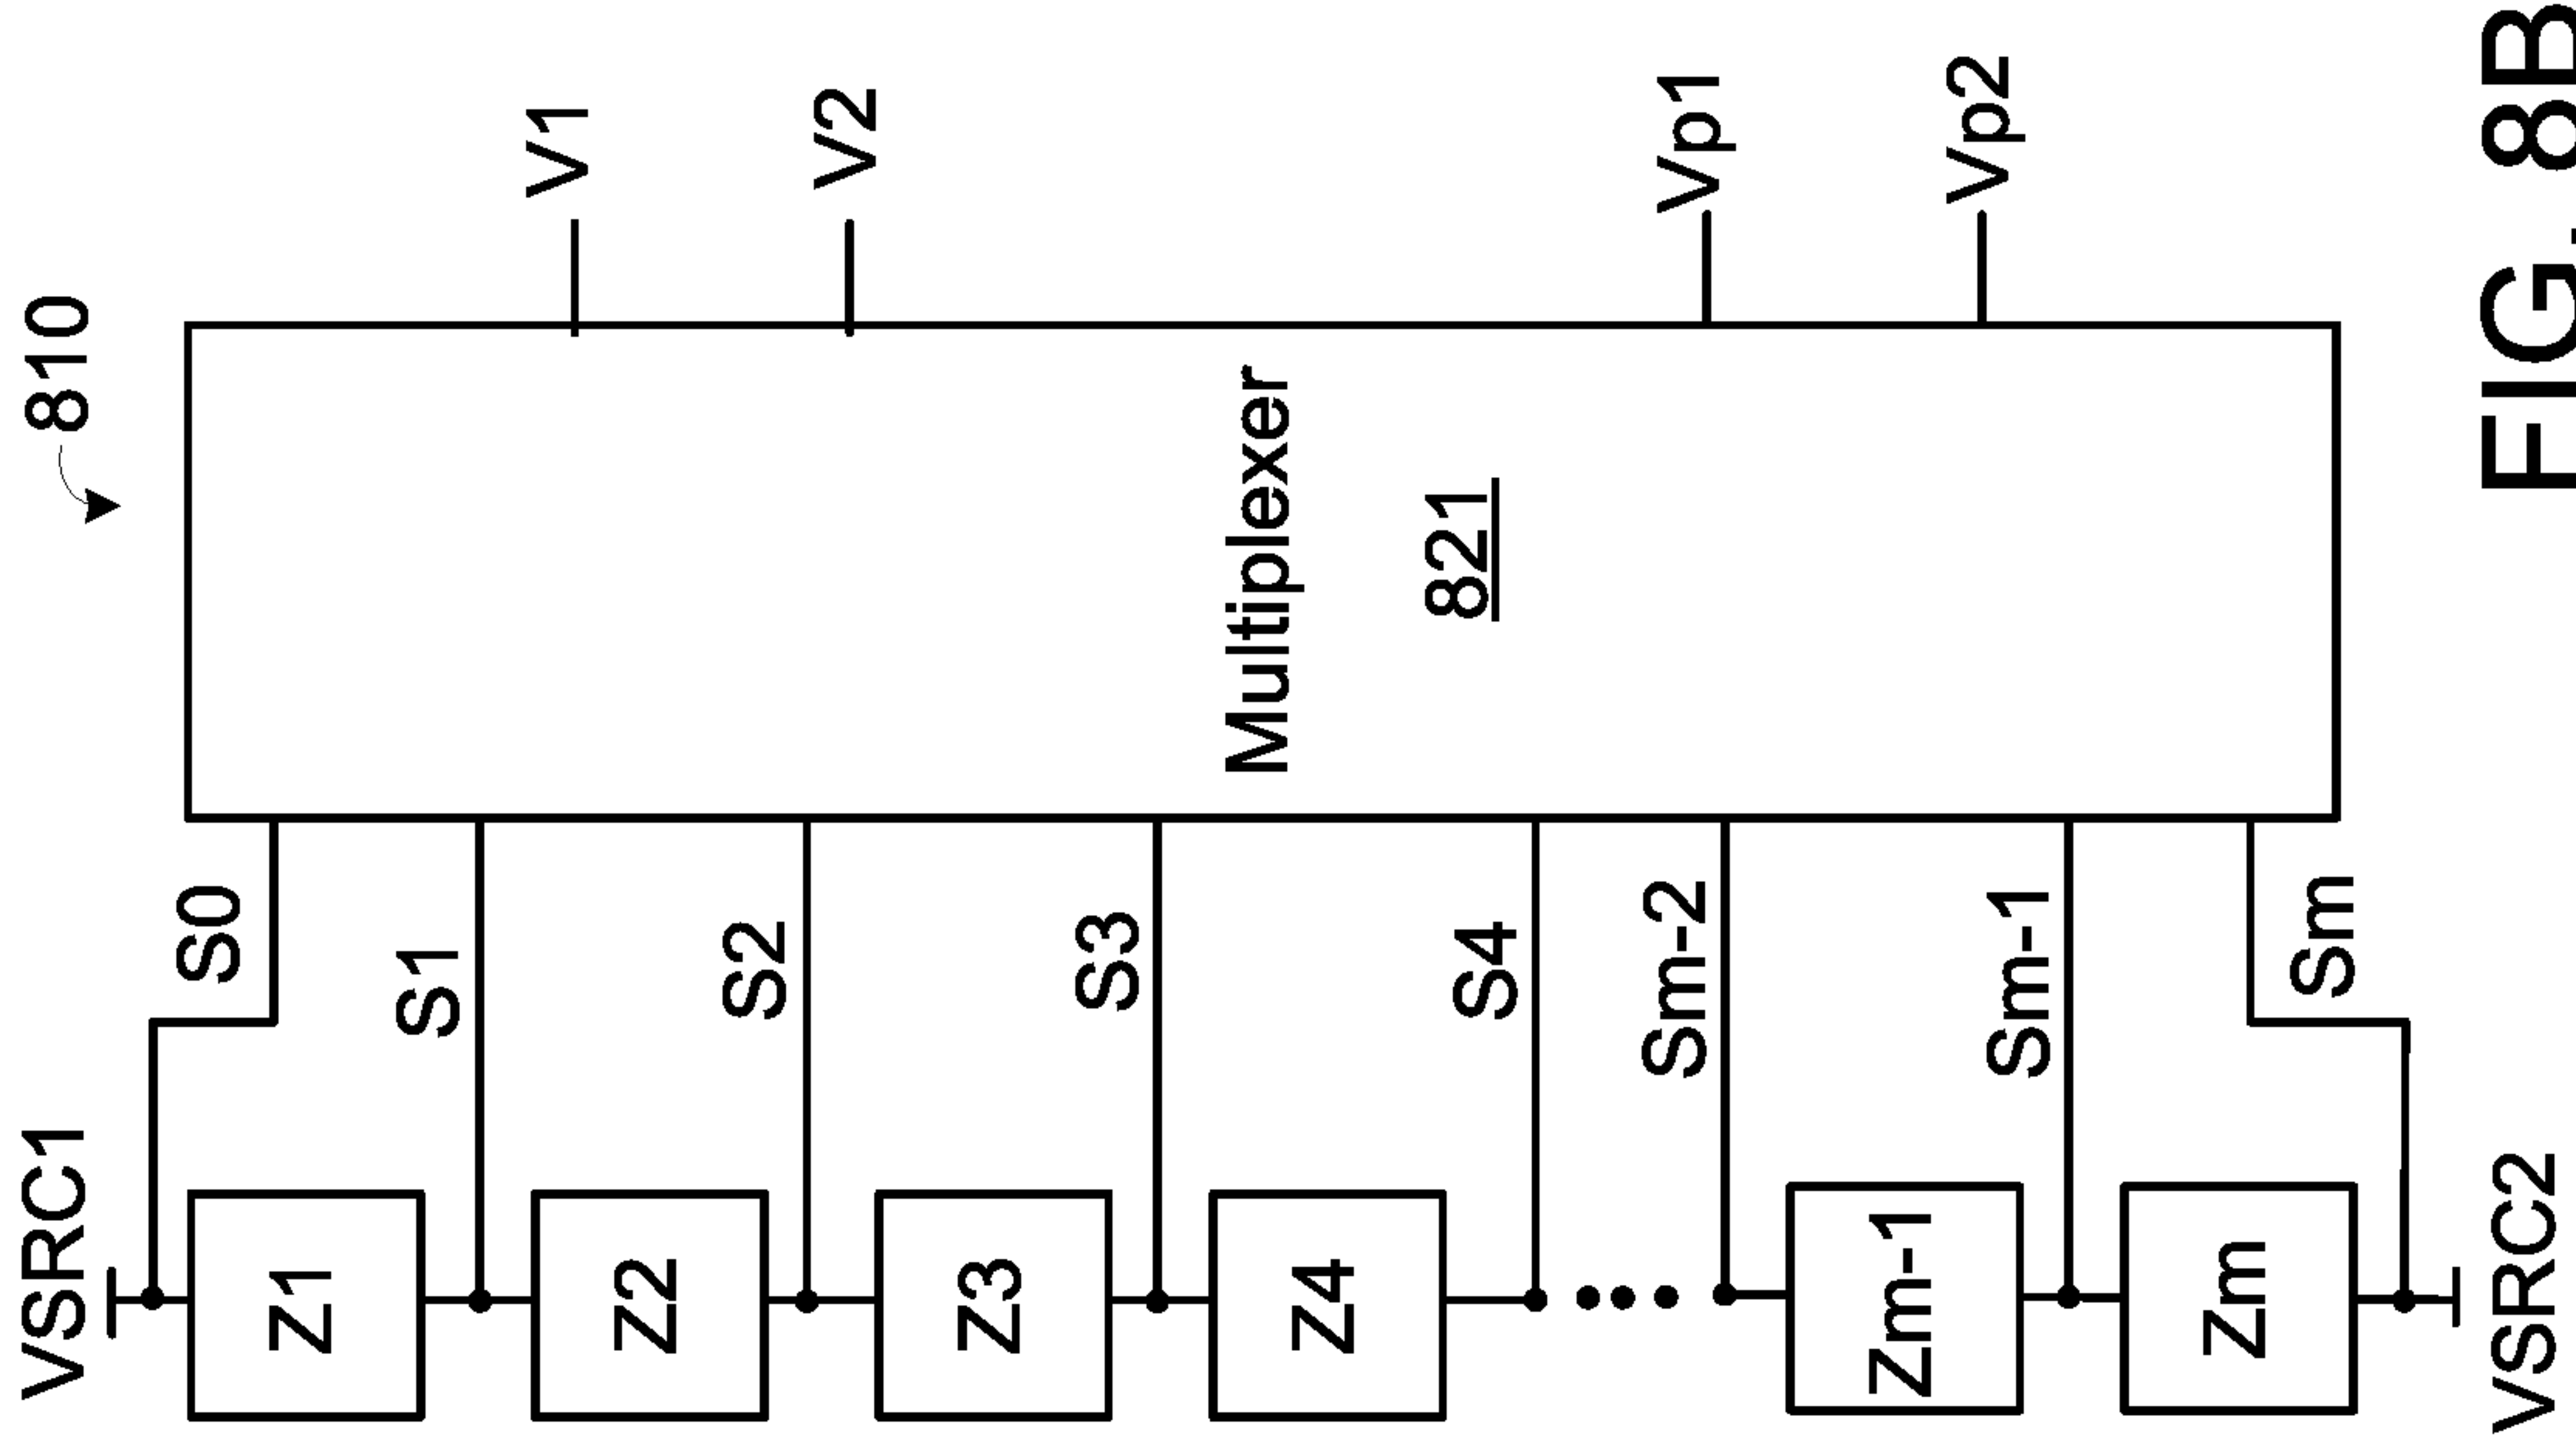 VSRC1
810
S0
Z1
S1
V1
Z2
S2
V2
Z3
S3
Multiplexer
Z4
S4
821
Sm-2
Vp1
Zm-1
Sm-1
Vp2
Zm
Sm
VSRC2
FIG. 8B